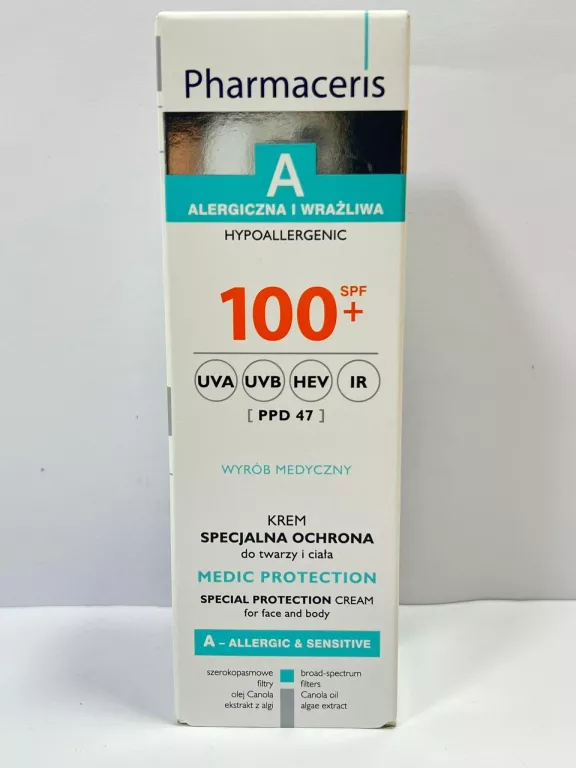 Pharmaceris
A
ALERGICZNA I WRAŻLIWA
HYPOALLERGENIC
100+ SPF
UVA UVB HEV IR
[ PPD 47 ]
WYRÓB MEDYCZNY
KREM
SPECJALNA OCHRONA
do twarzy i ciała
MEDIC PROTECTION
SPECIAL PROTECTION CREAM
for face and body
A – ALLERGIC & SENSITIVE
szerokopasmowe
filtry
olej Canola
ekstrakt z algi
broad-spectrum
filters
Canola oil
algae extract